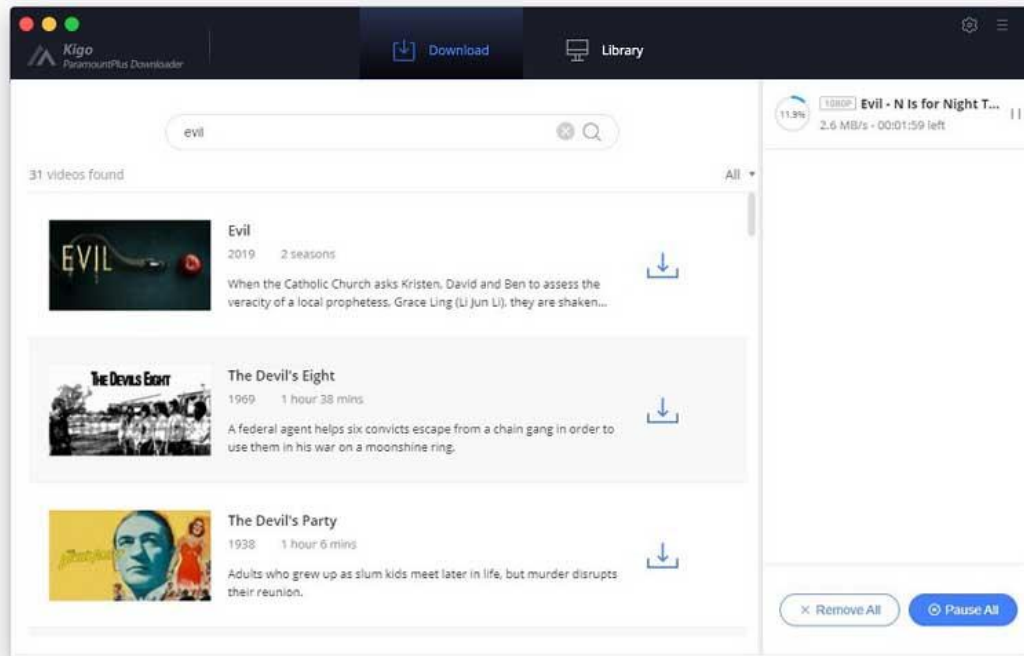 Kigo
ParamountPlus Downloader
Download
Library
evil
31 videos found
All
EVIL
Evil
2019 2 seasons
When the Catholic Church asks Kristen, David and Ben to assess the
veracity of a local prophetess, Grace Ling (Li Jun Li), they are shaken...
THE DEVILS EIGHT
The Devil's Eight
1969 1 hour 38 mins
A federal agent helps six convicts escape from a chain gang in order to
use them in his war on a moonshine ring.
The Devil's Party
1938 1 hour 6 mins
Adults who grew up as slum kids meet later in life, but murder disrupts
their reunion.
11.9%
1080P Evil - N Is for Night T...
2.6 MB/s - 00:01:59 left
Remove All
Pause All